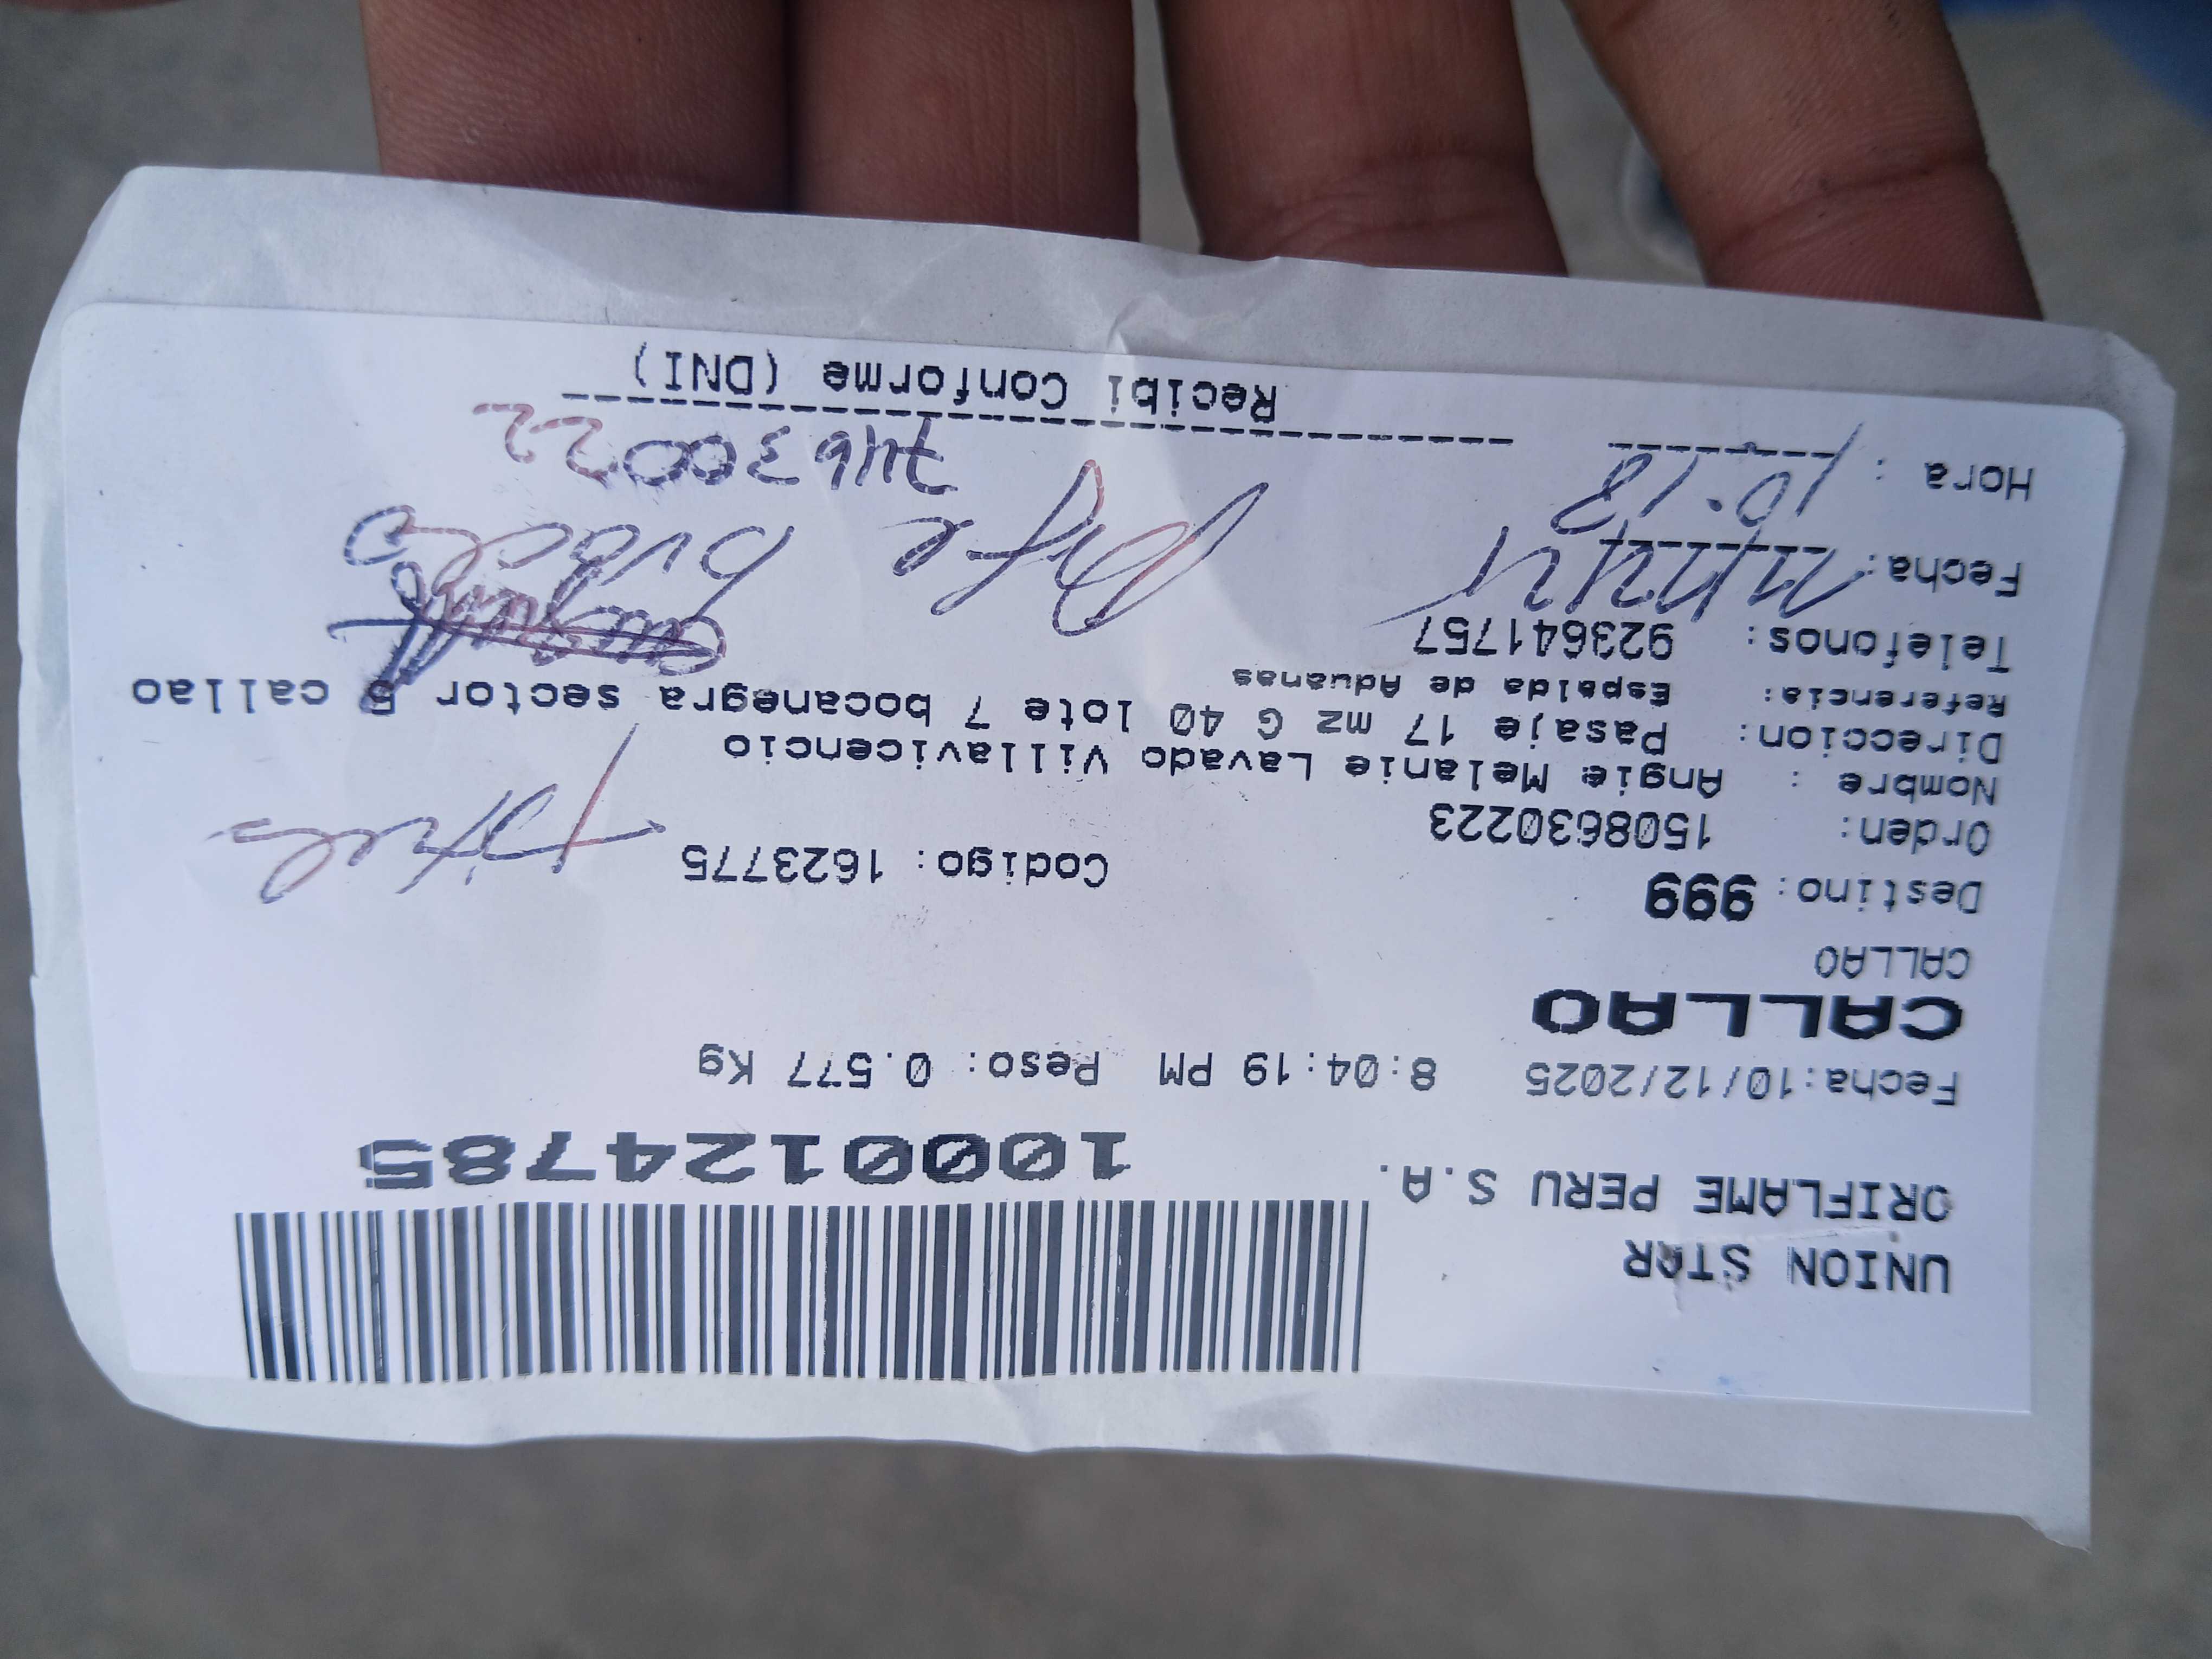 UNION STAR
ORIFLAME PERU S.A.
1000124785
Fecha:10/12/2025 8:04:19 PM Peso: 0.577 Kg
CALLAO
CALLAO
Destino: 999
Orden: 1508630223 Codigo: 1623775
Nombre : Angie Melanie Lavado Villavicencio
Direccion: Pasaje 17 mz G 40 lote 7 bocanegra sector 5 callao
Referencia: Espalda de Aduanas
Telefonos: 923641757
Fecha:
Hora : 10:18
74630022
Recibi Conforme (DNI)